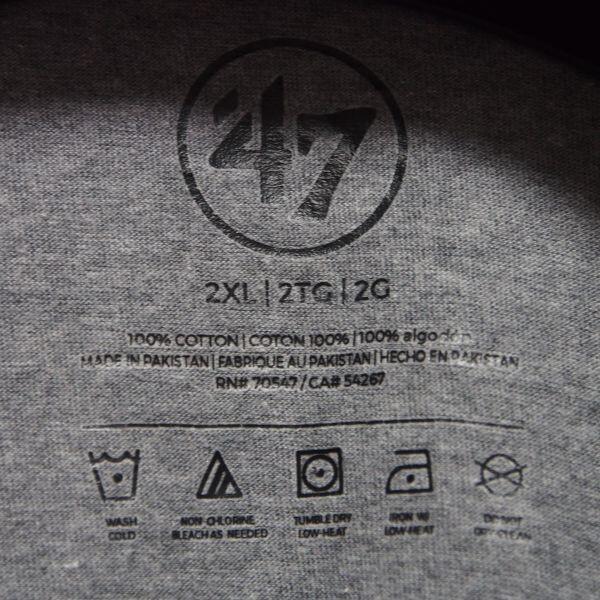 '47
2XL | 2TG | 2G
100% COTTON | COTON 100% | 100% algodón
MADE IN PAKISTAN | FABRIQUE AU PAKISTAN | HECHO EN PAKISTAN
RN# 70547 / CA# 54267
WASH COLD
NON-CHLORINE BLEACH AS NEEDED
TUMBLE DRY LOW-HEAT
IRON W/ LOW-HEAT
DO NOT DRY CLEAN